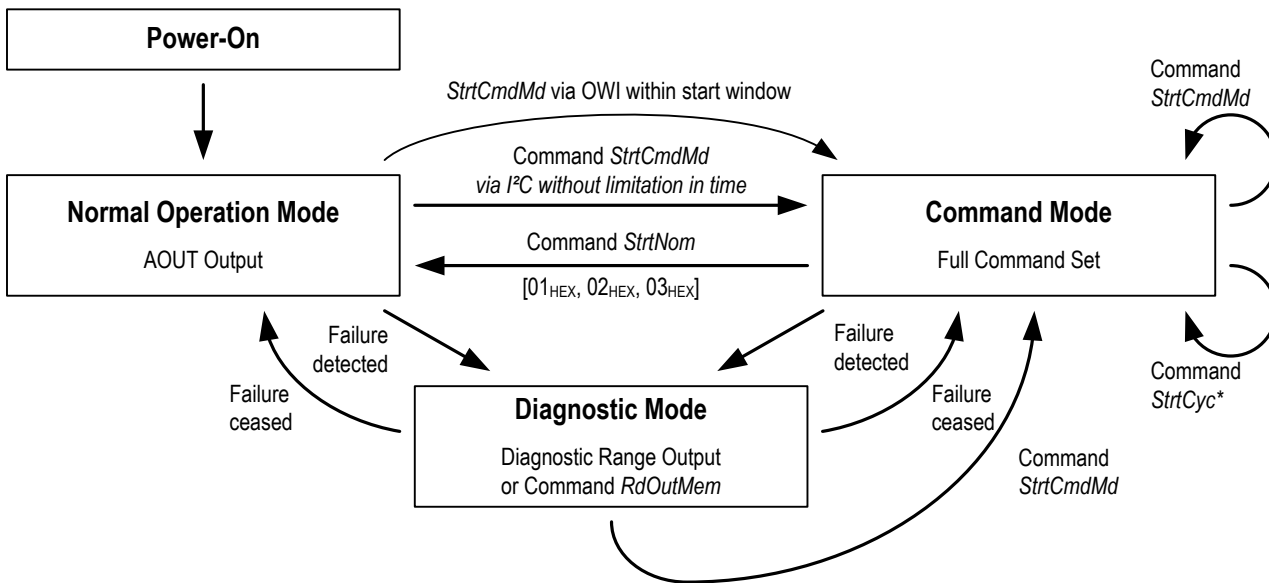 Power-On
StrtCmdMd via OWI within start window
Command
StrtCmdMd
Command StrtCmdMd
via I²C without limitation in time
Normal Operation Mode
AOUT Output
Command Mode
Full Command Set
Command StrtNom
[01HEX, 02HEX, 03HEX]
Failure
detected
Failure
ceased
Failure
detected
Failure
ceased
Command
StrtCyc*
Diagnostic Mode
Diagnostic Range Output
or Command RdOutMem
Command
StrtCmdMd